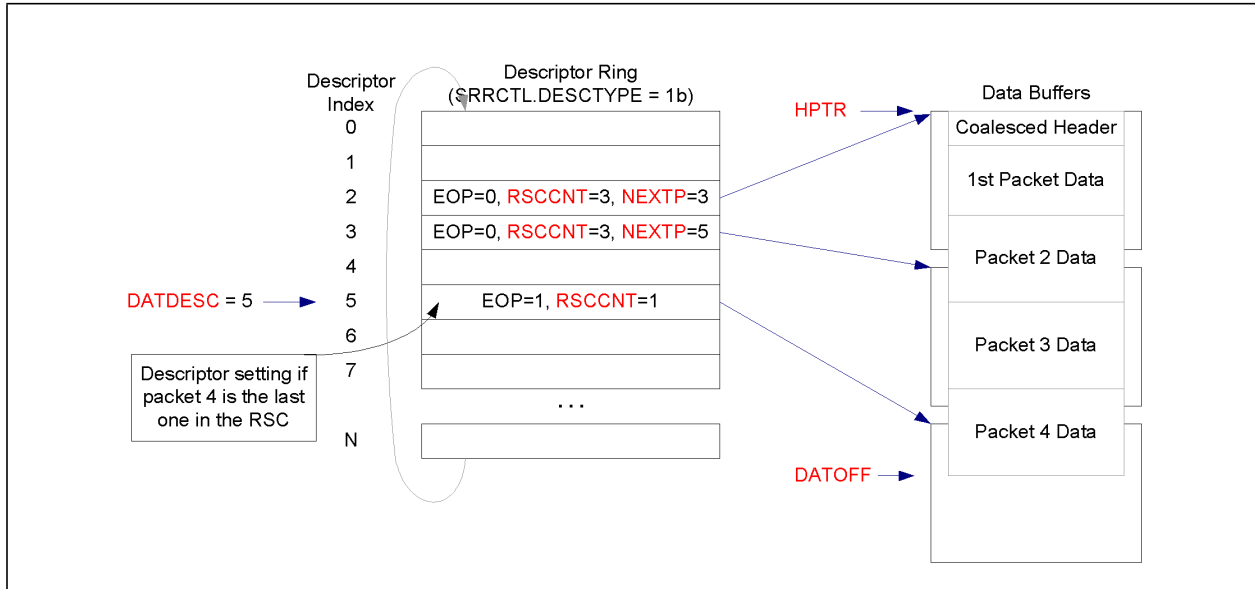 Descriptor
Index
Descriptor Ring
(SRRCTL.DESCTYPE = 1b)
HPTR
Data Buffers
0
1
2
3
4
5
6
7
N
EOP=0, RSCCNT=3, NEXTP=3
EOP=0, RSCCNT=3, NEXTP=5
EOP=1, RSCCNT=1
...
DATDESC = 5
Descriptor setting if
packet 4 is the last
one in the RSC
Coalesced Header
1st Packet Data
Packet 2 Data
Packet 3 Data
Packet 4 Data
DATOFF